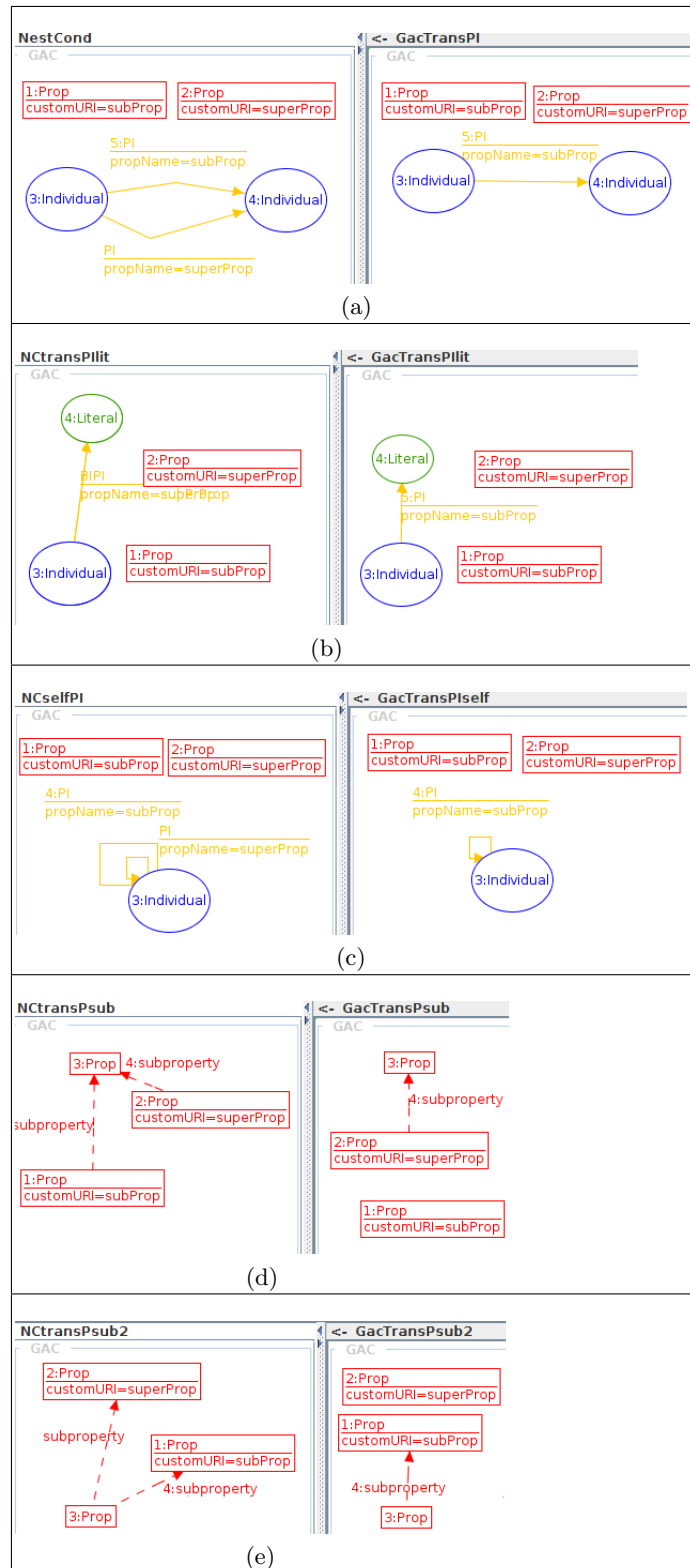 NestCond
<- GacTransPI
GAC
GAC
1:Prop
customURI=subProp
2:Prop
customURI=superProp
1:Prop
customURI=subProp
2:Prop
customURI=superProp
5:PI
propName=subProp
3:Individual
4:Individual
PI
propName=superProp
5:PI
propName=subProp
3:Individual
4:Individual
(a)
NCtransPIlit
<- GacTransPIlit
GAC
GAC
4:Literal
2:Prop
customURI=superProp
propName=superProp
3:Individual
1:Prop
customURI=subProp
4:Literal
2:Prop
customURI=superProp
5:PI
propName=subProp
3:Individual
1:Prop
customURI=subProp
(b)
NCselfPI
<- GacTransPIself
GAC
GAC
1:Prop
customURI=subProp
2:Prop
customURI=superProp
1:Prop
customURI=subProp
2:Prop
customURI=superProp
4:PI
propName=subProp
PI
propName=superProp
3:Individual
4:PI
propName=subProp
3:Individual
(c)
NCtransPsub
<- GacTransPsub
GAC
GAC
3:Prop
4:subproperty
2:Prop
customURI=superProp
subproperty
1:Prop
customURI=subProp
3:Prop
4:subproperty
2:Prop
customURI=superProp
1:Prop
customURI=subProp
(d)
NCtransPsub2
<- GacTransPsub2
GAC
GAC
2:Prop
customURI=superProp
subproperty
1:Prop
customURI=subProp
4:subproperty
3:Prop
2:Prop
customURI=superProp
1:Prop
customURI=subProp
4:subproperty
3:Prop
(e)